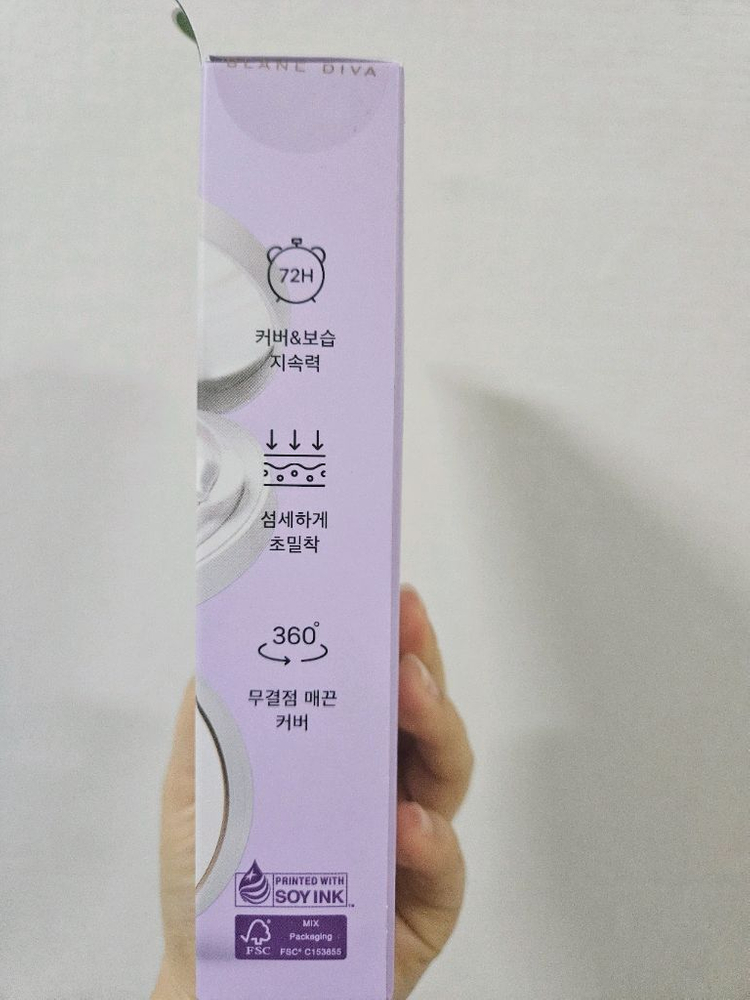 BLANC DIVA
72H
커버&보습
지속력
섬세하게
초밀착
360°
무결점 매끈
커버
PRINTED WITH
SOY INK™
MIX
Packaging
FSC FSC® C153855